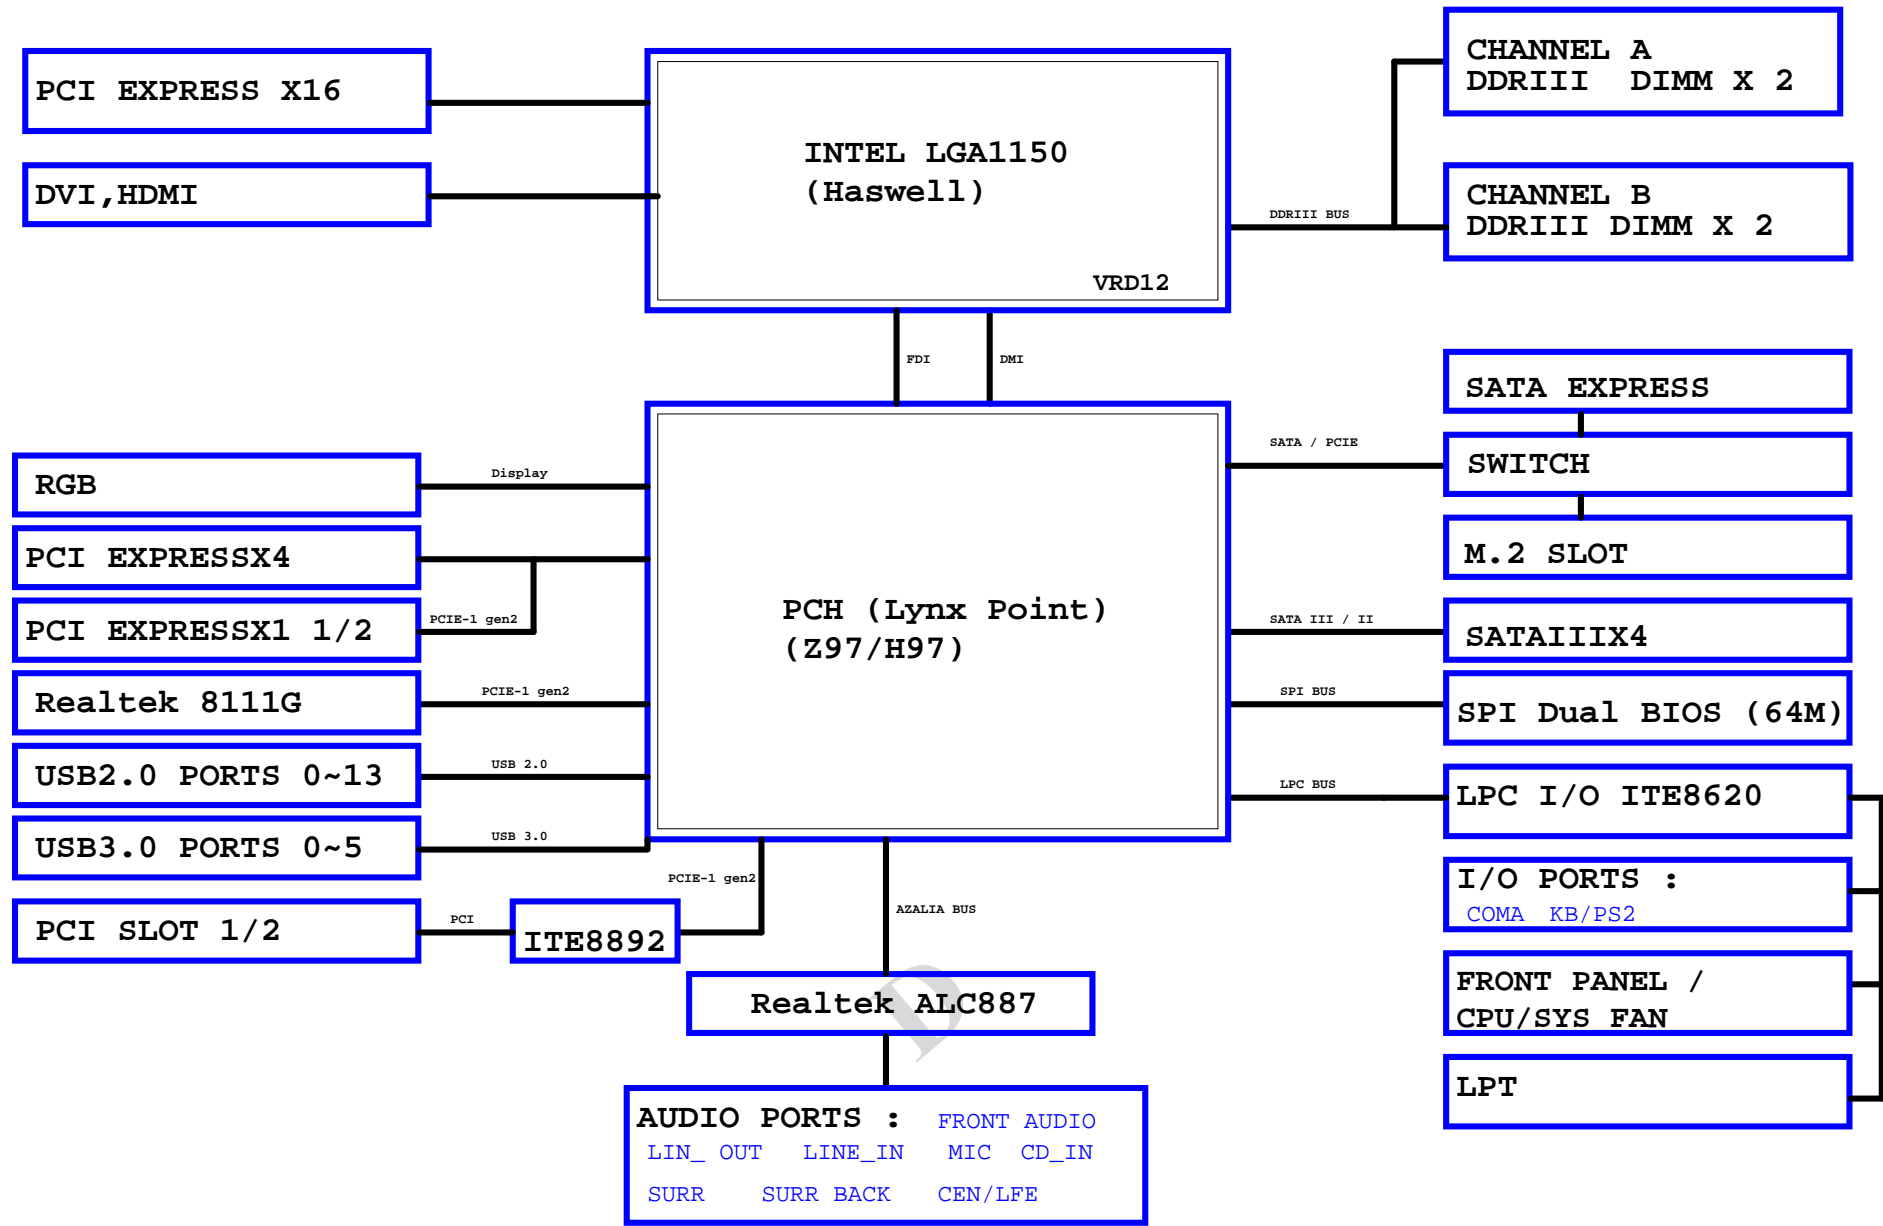 PCI EXPRESS X16
DVI,HDMI
INTEL LGA1150
(Haswell)
VRD12
DDRIII BUS
CHANNEL A
DDRIII DIMM X 2
CHANNEL B
DDRIII DIMM X 2
FDI
DMI
RGB
Display
PCI EXPRESSX4
PCI EXPRESSX1 1/2
PCIE-1 gen2
Realtek 8111G
PCIE-1 gen2
USB2.0 PORTS 0~13
USB 2.0
USB3.0 PORTS 0~5
USB 3.0
PCI SLOT 1/2
PCI
ITE8892
PCIE-1 gen2
PCH (Lynx Point)
(Z97/H97)
SATA / PCIE
SATA EXPRESS
SWITCH
M.2 SLOT
SATA III / II
SATAIIIX4
SPI BUS
SPI Dual BIOS (64M)
LPC BUS
LPC I/O ITE8620
I/O PORTS :
COMA KB/PS2
FRONT PANEL /
CPU/SYS FAN
LPT
AZALIA BUS
D
Realtek ALC887
AUDIO PORTS : FRONT AUDIO
LIN_ OUT LINE_IN MIC CD_IN
SURR SURR BACK CEN/LFE